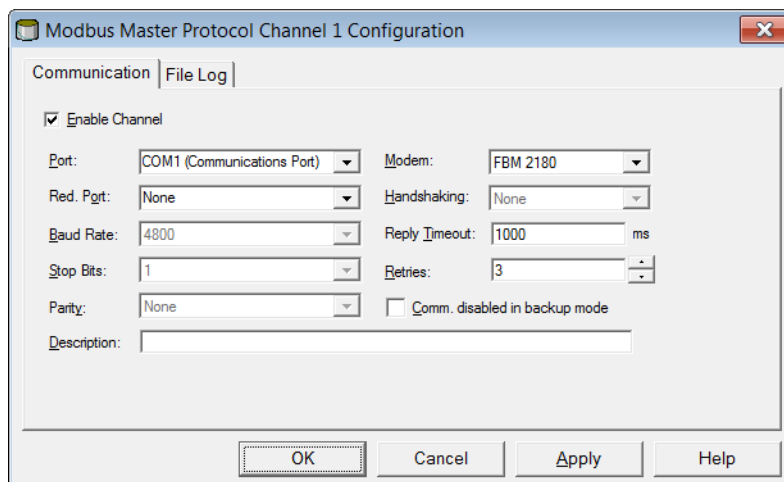 Modbus Master Protocol Channel 1 Configuration
Communication File Log
Enable Channel
Port: COM1 (Communications Port) Modem: FBM 2180
Red. Port: None Handshaking: None
Baud Rate: 4800 Reply Timeout: 1000 ms
Stop Bits: 1 Retries: 3
Parity: None Comm. disabled in backup mode
Description:
OK Cancel Apply Help